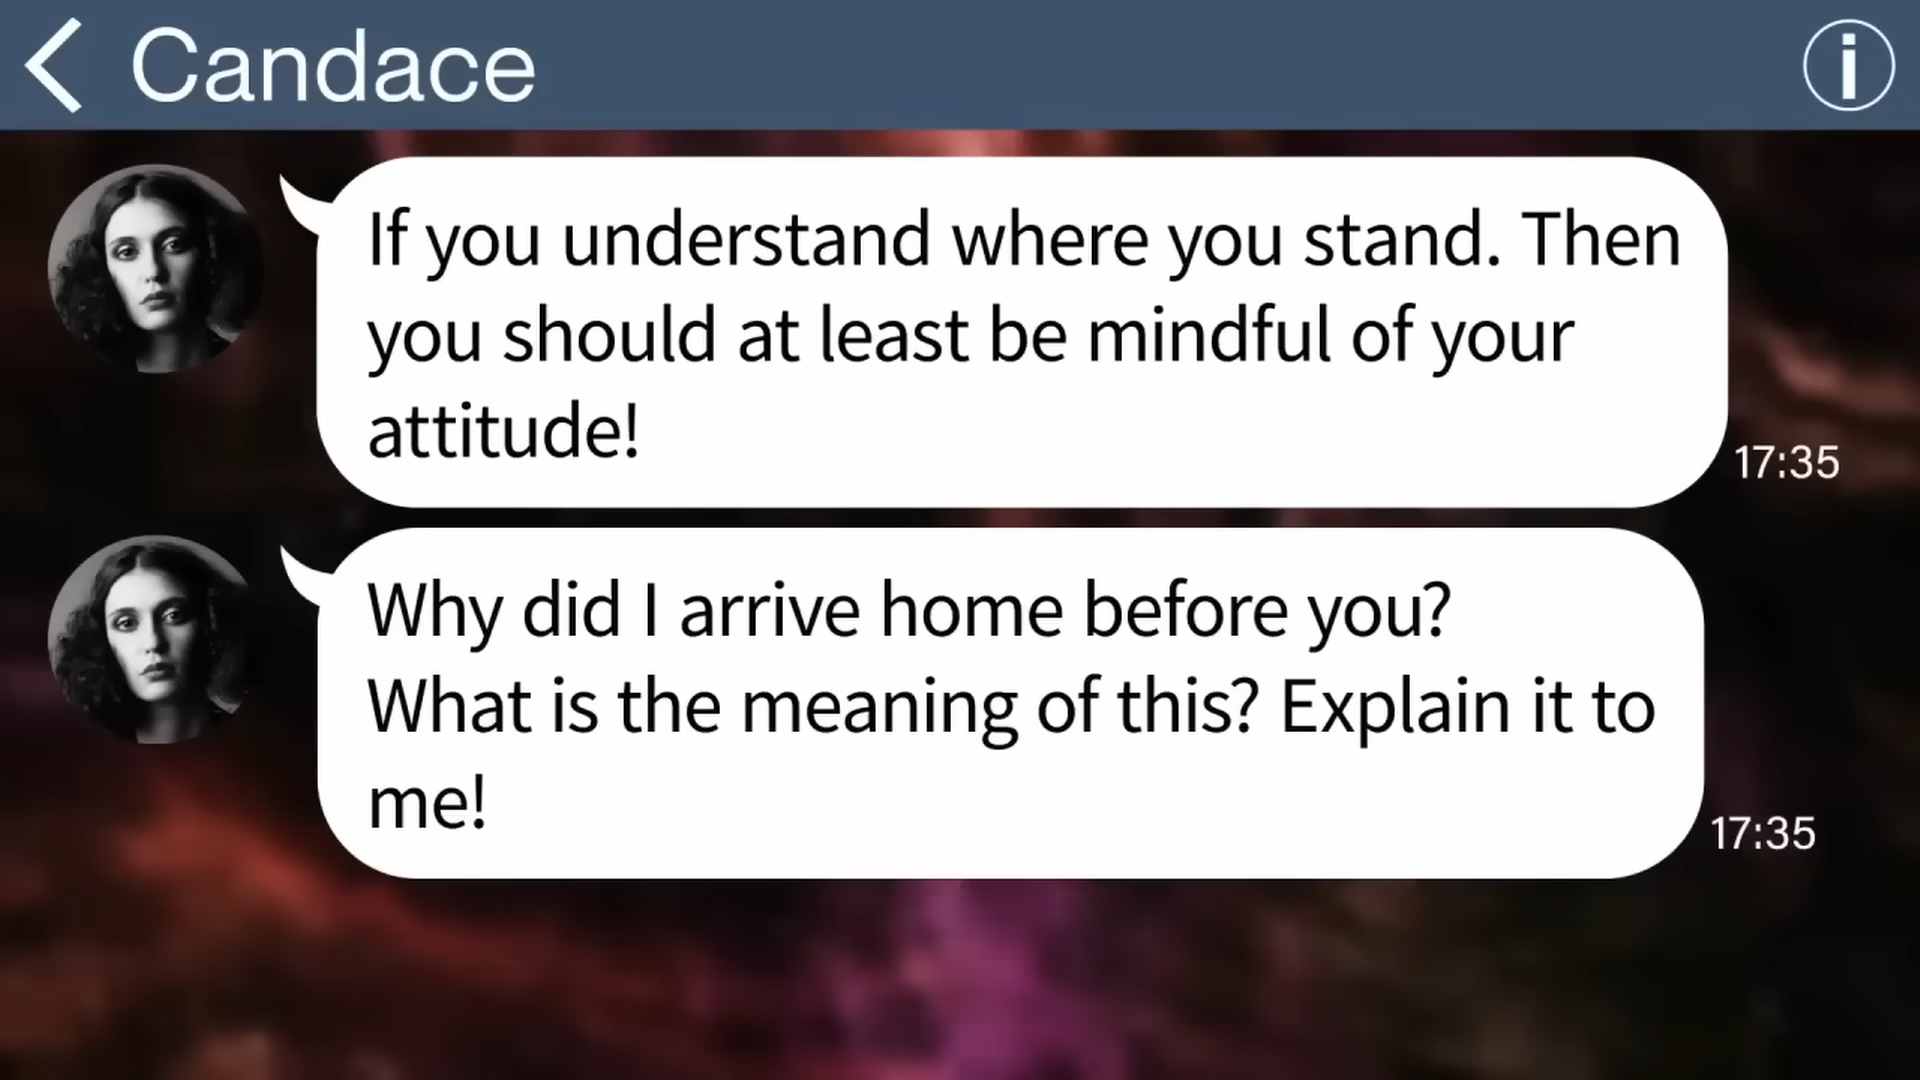 Candace
If you understand where you stand. Then
you should at least be mindful of your
attitude!
17:35
Why did I arrive home before you?
What is the meaning of this? Explain it to
me!
17:35